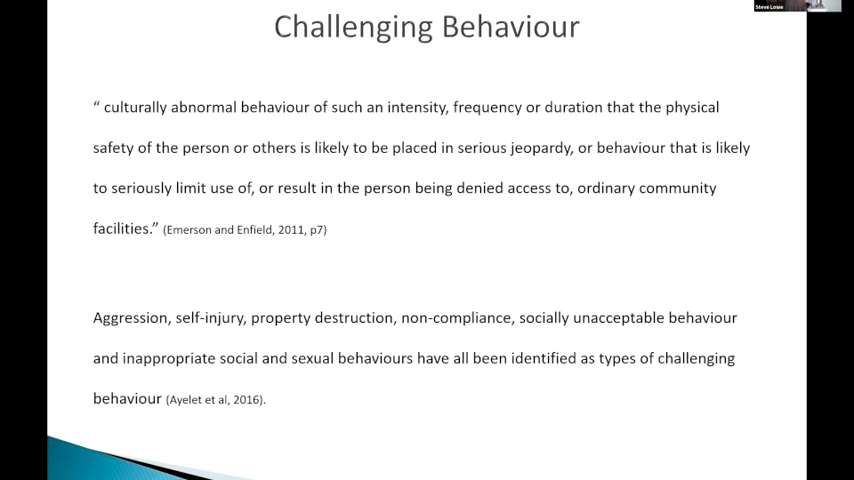 Steve Lowe
Challenging Behaviour
“ culturally abnormal behaviour of such an intensity, frequency or duration that the physical
safety of the person or others is likely to be placed in serious jeopardy, or behaviour that is likely
to seriously limit use of, or result in the person being denied access to, ordinary community
facilities.” (Emerson and Enfield, 2011, p7)
Aggression, self-injury, property destruction, non-compliance, socially unacceptable behaviour
and inappropriate social and sexual behaviours have all been identified as types of challenging
behaviour (Ayelet et al, 2016).